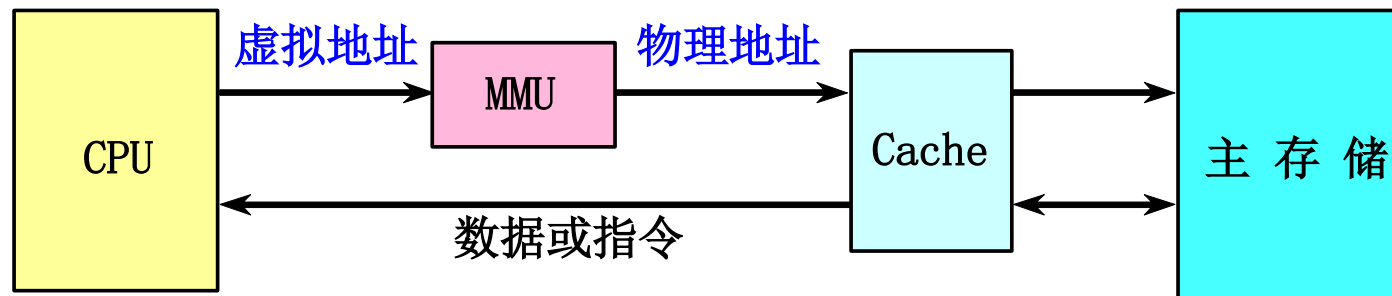 虚拟地址
物理地址
MMU
CPU
Cache
主 存 储
数据或指令